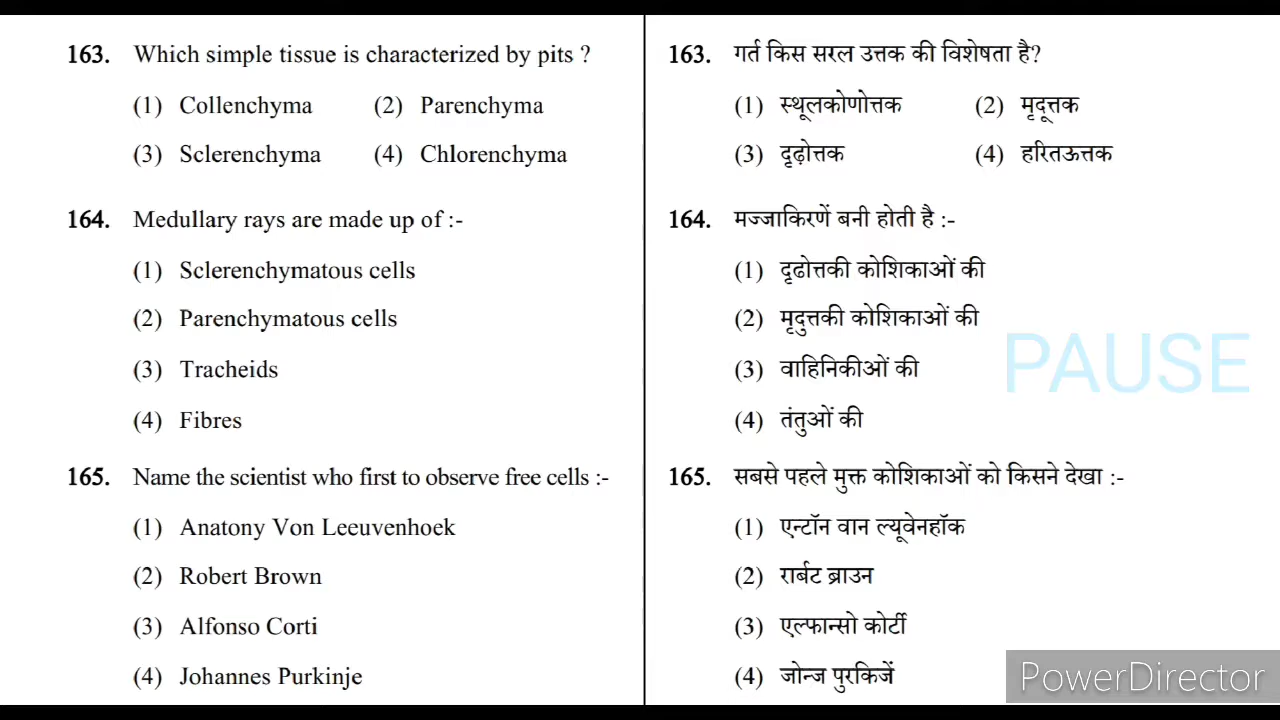 163. Which simple tissue is characterized by pits ?
(1) Collenchyma (2) Parenchyma
(3) Sclerenchyma (4) Chlorenchyma
164. Medullary rays are made up of :-
(1) Sclerenchymatous cells
(2) Parenchymatous cells
(3) Tracheids
(4) Fibres
165. Name the scientist who first to observe free cells :-
(1) Anatony Von Leeuvenhoek
(2) Robert Brown
(3) Alfonso Corti
(4) Johannes Purkinje
163. गर्त किस सरल उत्तक की विशेषता है?
(1) स्थूलकोणोत्तक (2) मृदूत्तक
(3) दृढ़ोत्तक (4) हरितऊत्तक
164. मज्जाकिरणें बनी होती है :-
(1) दृढोत्तकी कोशिकाओं की
(2) मृदुत्तकी कोशिकाओं की
(3) वाहिनिकीओं की
(4) तंतुओं की
165. सबसे पहले मुक्त कोशिकाओं को किसने देखा :-
(1) एन्टॉन वान ल्यूवेनहॉक
(2) रार्बट ब्राउन
(3) एल्फान्सो कोर्टी
(4) जोन्ज पुरकिजें
PAUSE
PowerDirector